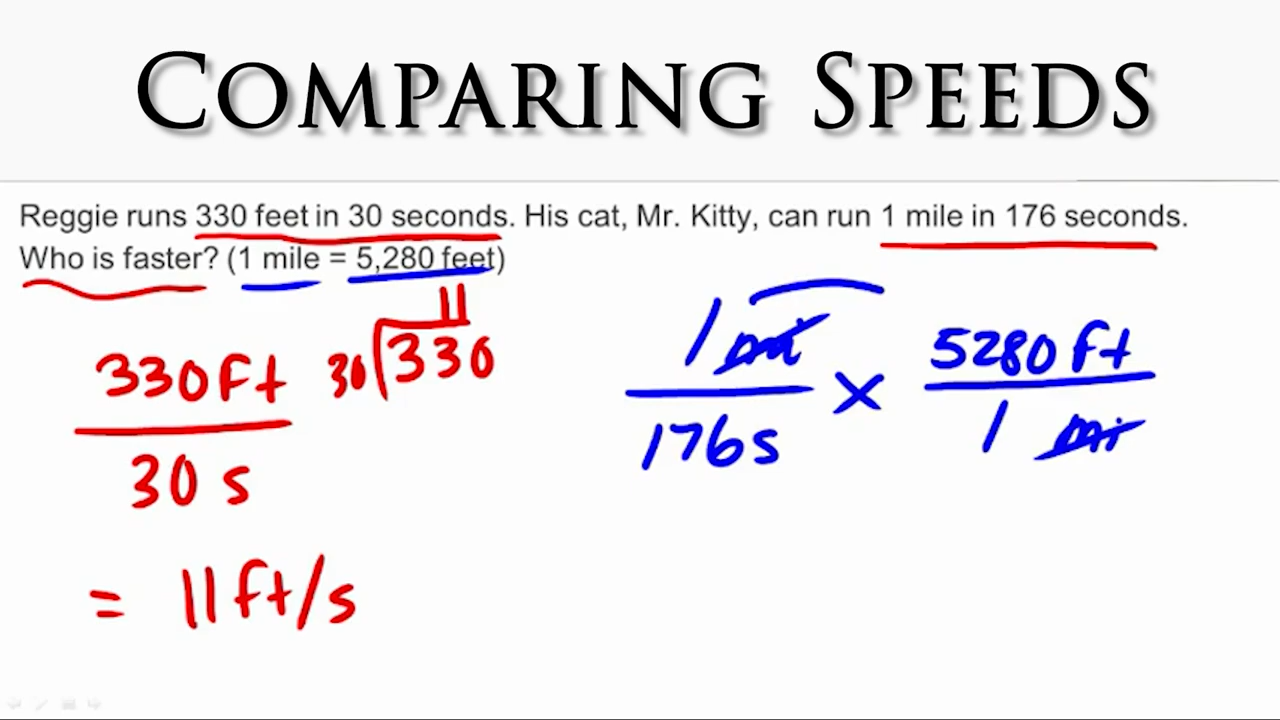 COMPARING SPEEDS
Reggie runs 330 feet in 30 seconds. His cat, Mr. Kitty, can run 1 mile in 176 seconds.
Who is faster? (1 mile = 5,280 feet)
11
330ft
30 330
30 s
= 11ft/s
1 mi × 5280ft
176s 1 mi